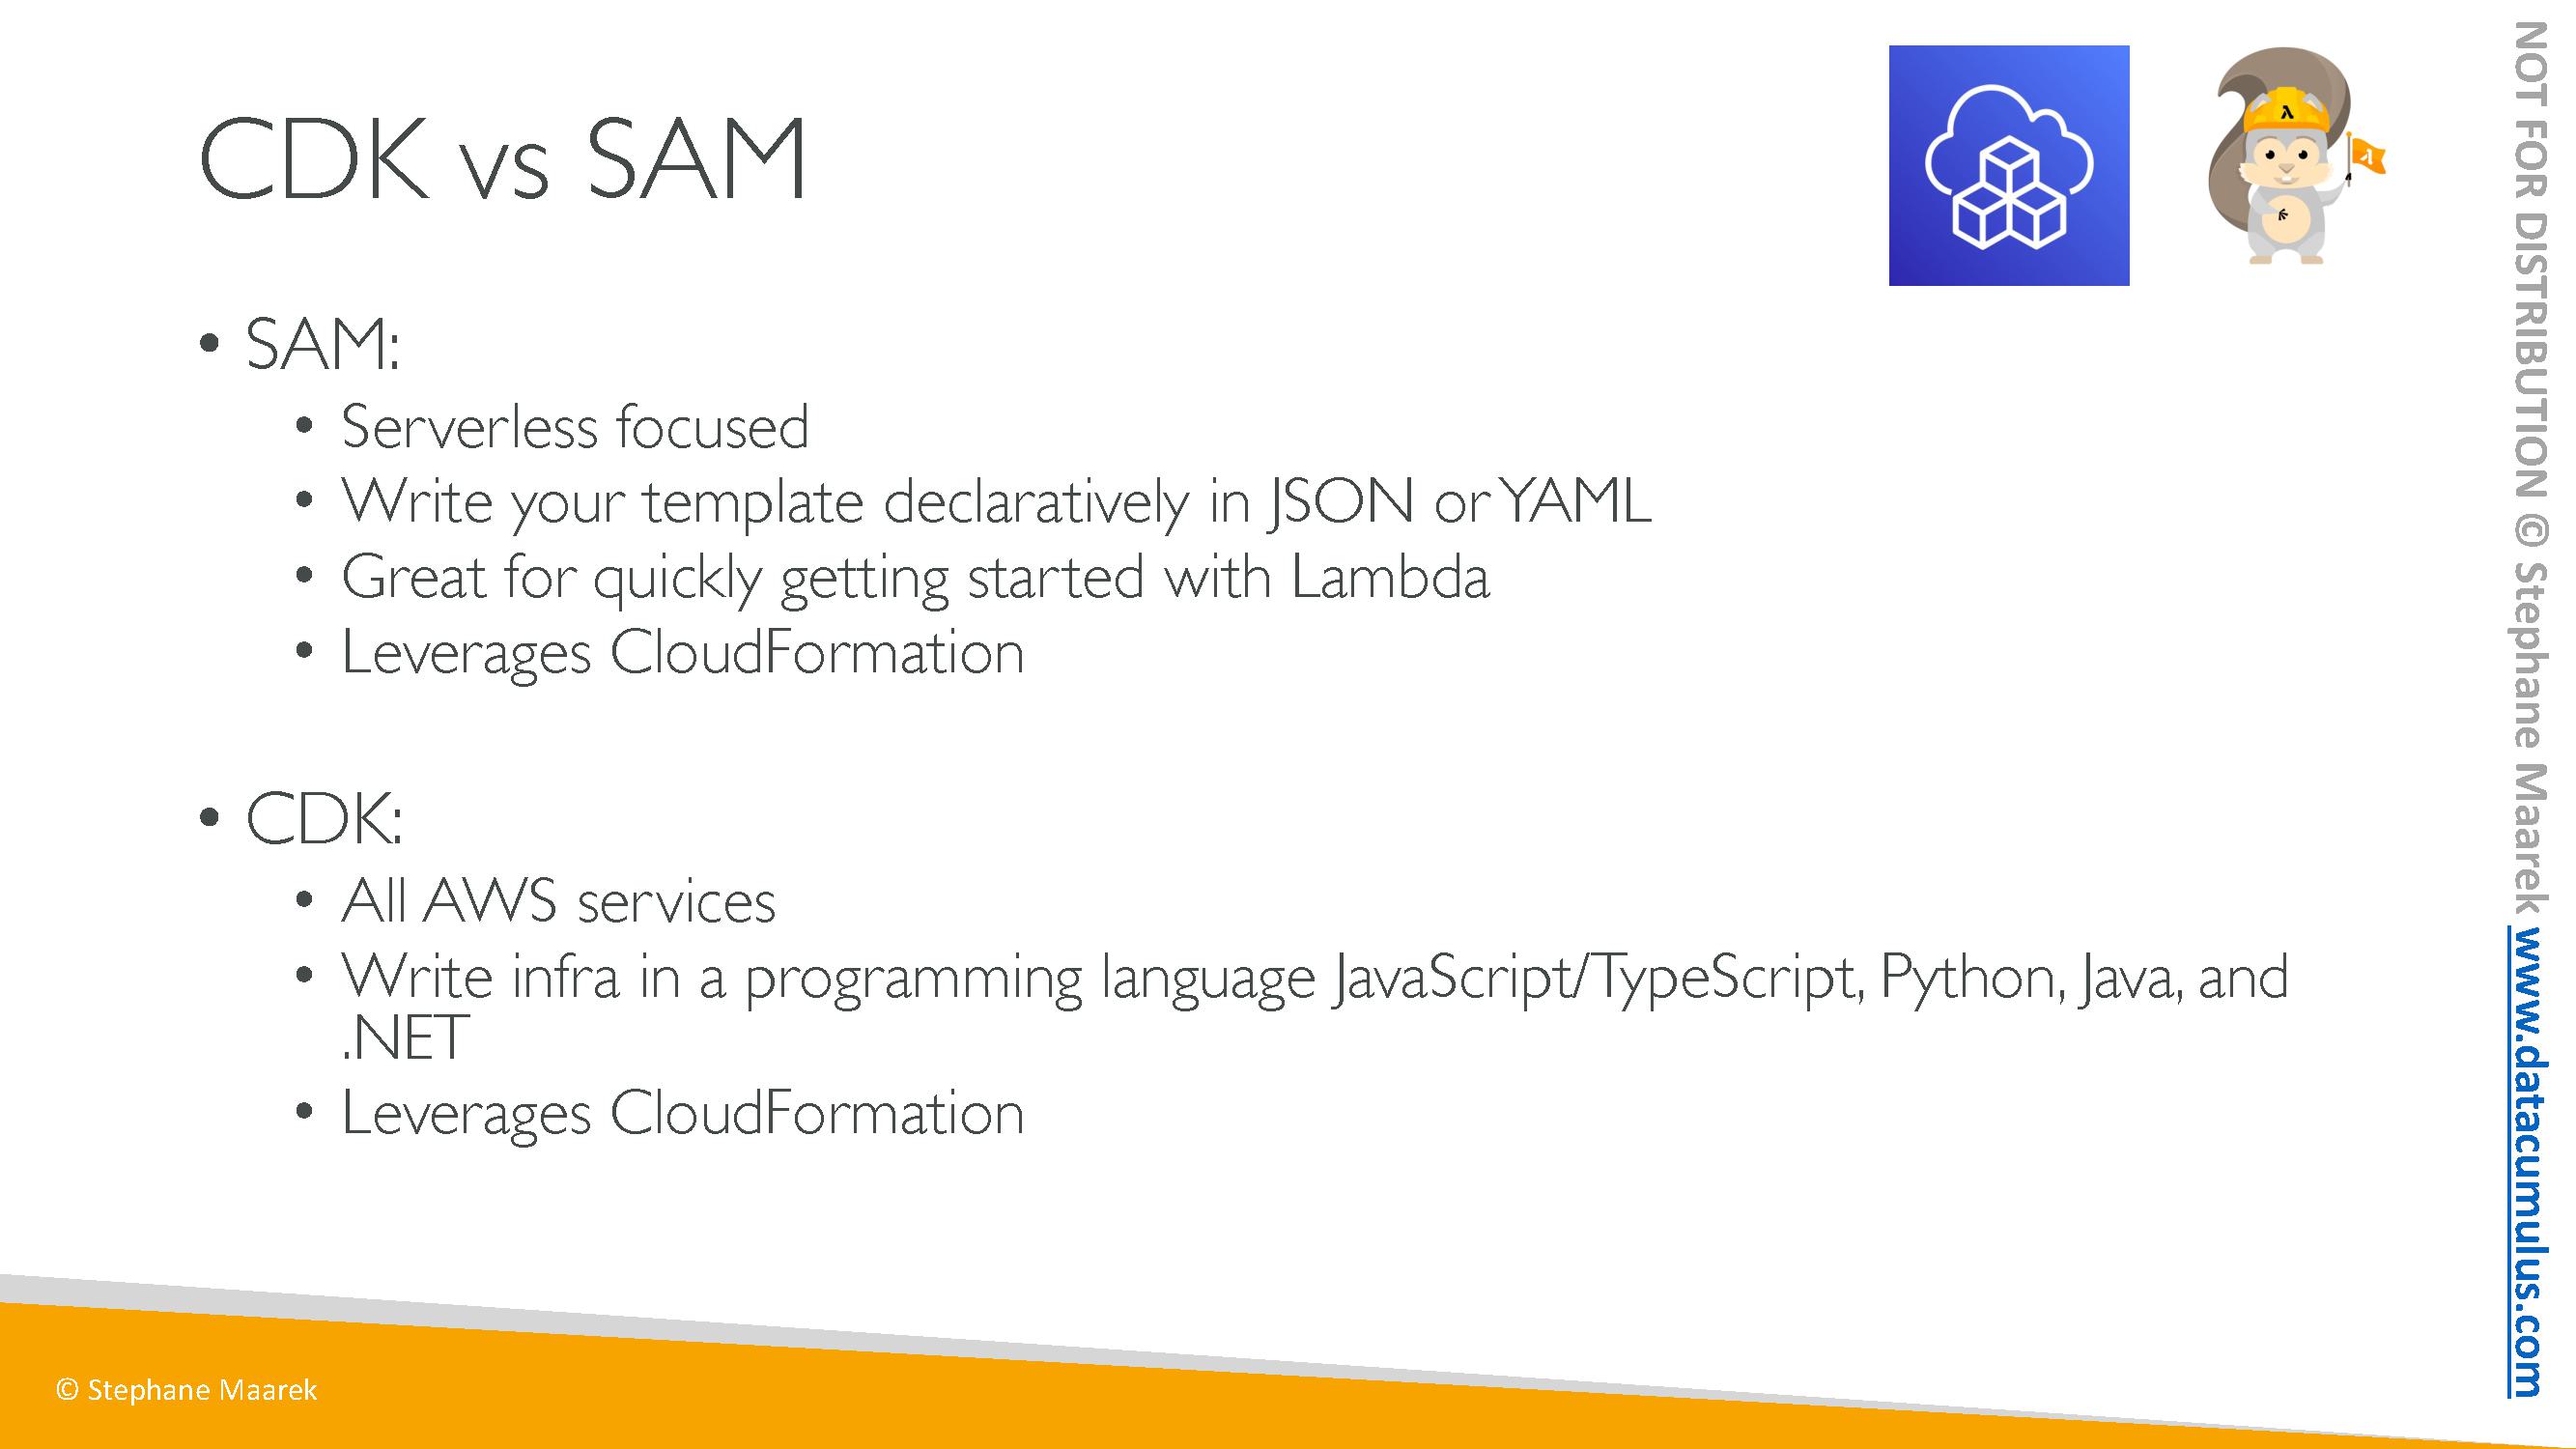 CDK vs SAM
• SAM:
• Serverless focused
• Write your template declaratively in JSON or YAML
• Great for quickly getting started with Lambda
• Leverages CloudFormation
• CDK:
• All AWS services
• Write infra in a programming language JavaScript/TypeScript, Python, Java, and
.NET
• Leverages CloudFormation
© Stephane Maarek
NOT FOR DISTRIBUTION © Stephane Maarek www.datacumulus.com